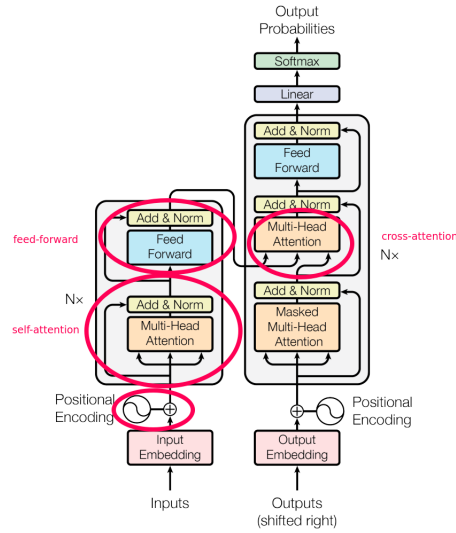 Output
Probabilities
Softmax
Linear
Add & Norm
Feed
Forward
Add & Norm
Multi-Head
Attention
cross-attention
N×
Add & Norm
Masked
Multi-Head
Attention
Add & Norm
feed-forward
Feed
Forward
N×
Add & Norm
self-attention
Multi-Head
Attention
Positional
Encoding
Positional
Encoding
Input
Embedding
Output
Embedding
Inputs
Outputs
(shifted right)